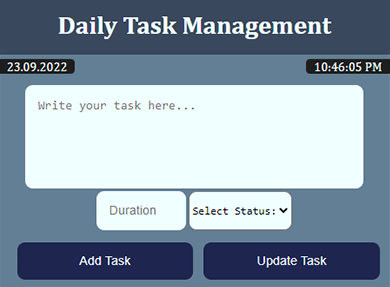 Daily Task Management
23.09.2022 10:46:05 PM
Write your task here...
Duration Select Status:
Add Task Update Task